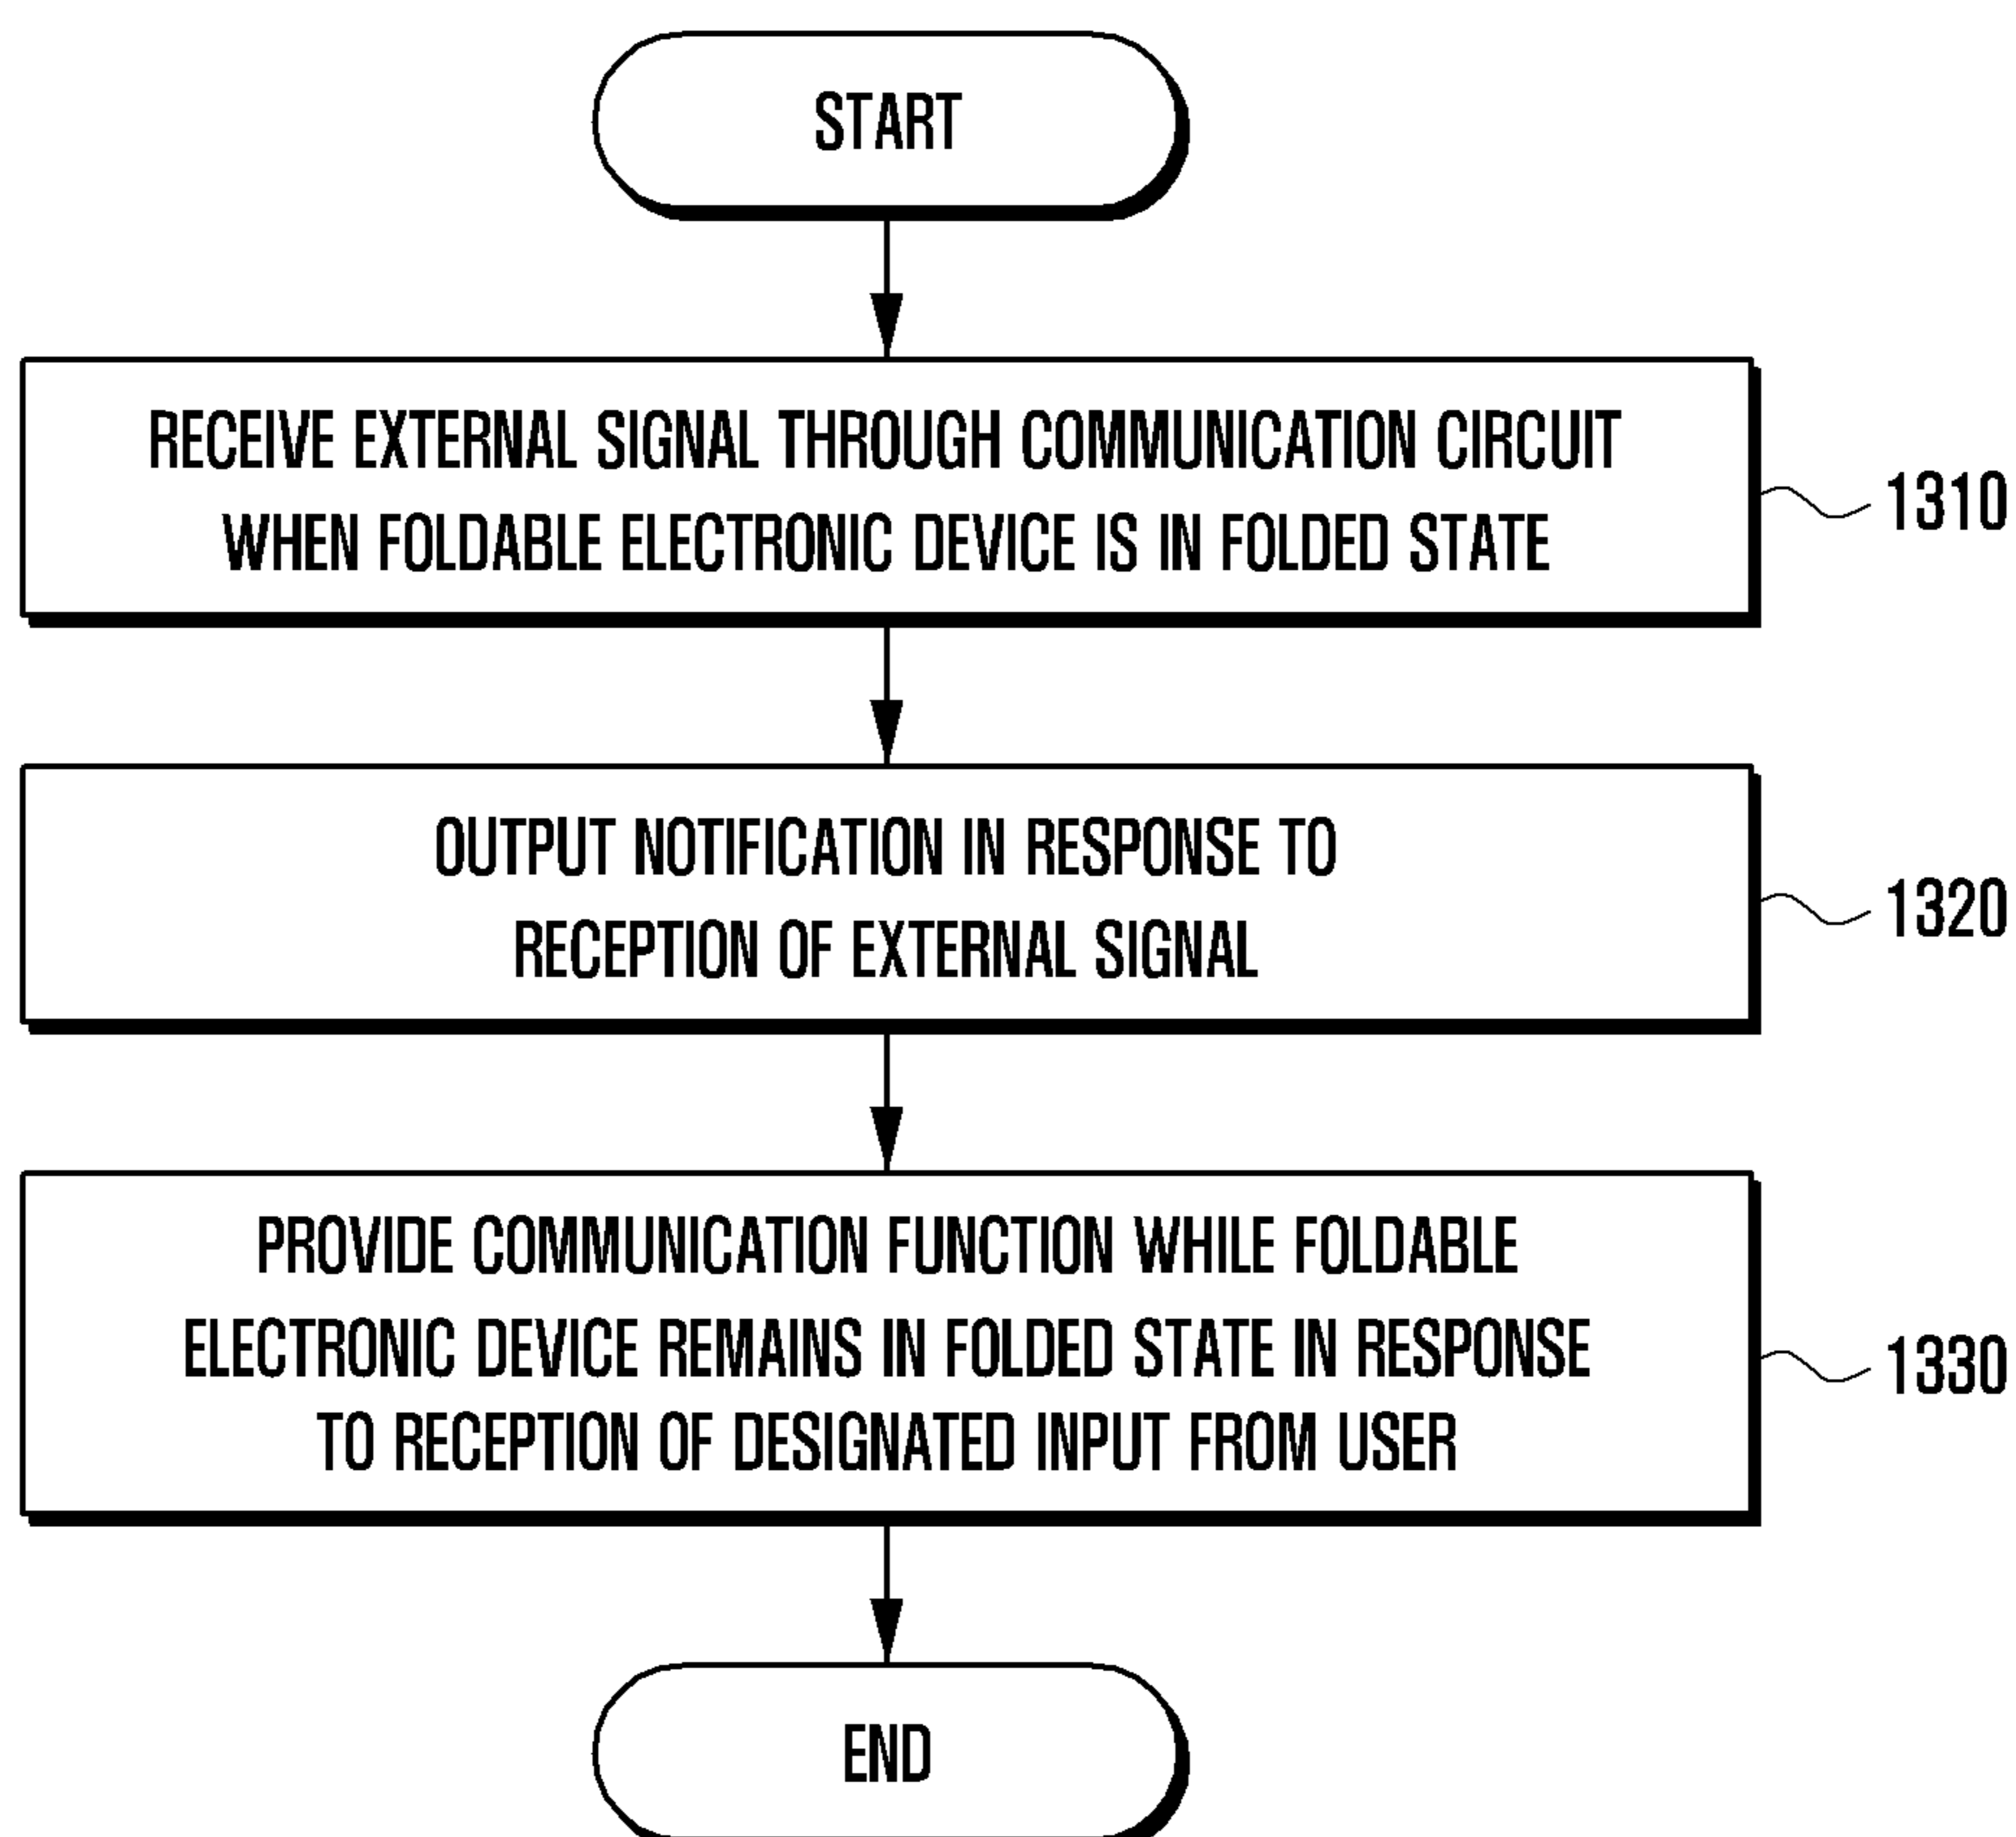 START
RECEIVE EXTERNAL SIGNAL THROUGH COMMUNICATION CIRCUIT
WHEN FOLDABLE ELECTRONIC DEVICE IS IN FOLDED STATE
1310
OUTPUT NOTIFICATION IN RESPONSE TO
RECEPTION OF EXTERNAL SIGNAL
1320
PROVIDE COMMUNICATION FUNCTION WHILE FOLDABLE
ELECTRONIC DEVICE REMAINS IN FOLDED STATE IN RESPONSE
TO RECEPTION OF DESIGNATED INPUT FROM USER
1330
END